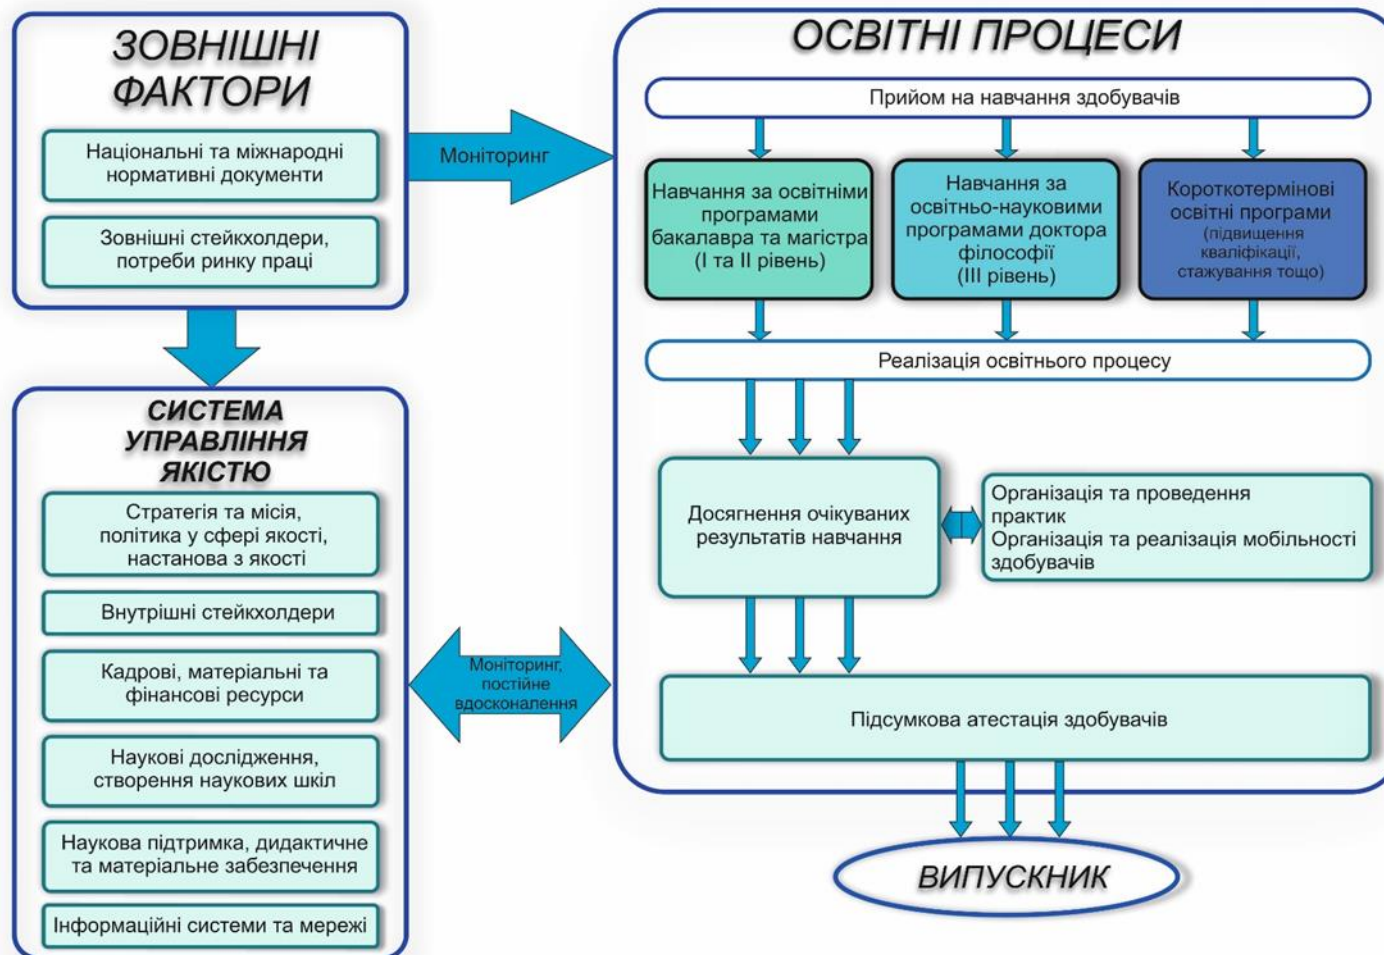 ЗОВНІШНІ
ФАКТОРИ
Національні та міжнародні
нормативні документи
Зовнішні стейкхолдери,
потреби ринку праці
Моніторинг
СИСТЕМА
УПРАВЛІННЯ
ЯКІСТЮ
Стратегія та місія,
політика у сфері якості,
настанова з якості
Внутрішні стейкхолдери
Кадрові, матеріальні та
фінансові ресурси
Наукові дослідження,
створення наукових шкіл
Наукова підтримка, дидактичне
та матеріальне забезпечення
Інформаційні системи та мережі
Моніторинг,
постійне
вдосконалення
ОСВІТНІ ПРОЦЕСИ
Прийом на навчання здобувачів
Навчання за освітніми
програмами
бакалавра та магістра
(І та ІІ рівень)
Навчання за
освітньо-науковими
програмами доктора
філософії
(ІІІ рівень)
Короткотермінові
освітні програми
(підвищення
кваліфікації,
стажування тощо)
Реалізація освітнього процесу
Досягнення очікуваних
результатів навчання
Організація та проведення
практик
Організація та реалізація мобільності
здобувачів
Підсумкова атестація здобувачів
ВИПУСКНИК